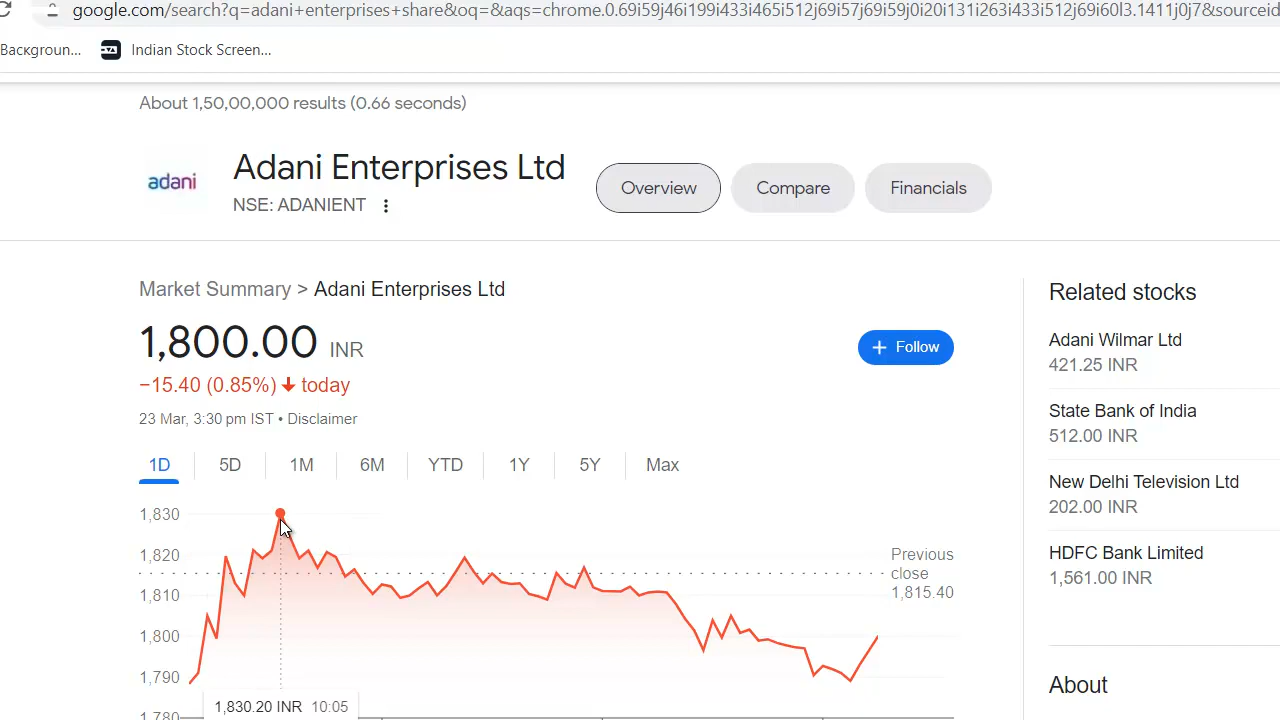 google.com/search?q=adani+enterprises+share&oq=&aqs=chrome.0.69i59j46i199i433i465i512j69i57j69i59j0i20i131i263i433i512j69i60l3.1411j0j7&sourceid
Backgroun... Indian Stock Screen...
About 1,50,00,000 results (0.66 seconds)
adani
Adani Enterprises Ltd
NSE: ADANIENT
Overview Compare Financials
Market Summary > Adani Enterprises Ltd
1,800.00 INR
+ Follow
−15.40 (0.85%) ↓ today
23 Mar, 3:30 pm IST • Disclaimer
1D 5D 1M 6M YTD 1Y 5Y Max
1,830
1,820
1,810
1,800
1,790
1,780
Previous
close
1,815.40
1,830.20 INR 10:05
Related stocks
Adani Wilmar Ltd
421.25 INR
State Bank of India
512.00 INR
New Delhi Television Ltd
202.00 INR
HDFC Bank Limited
1,561.00 INR
About